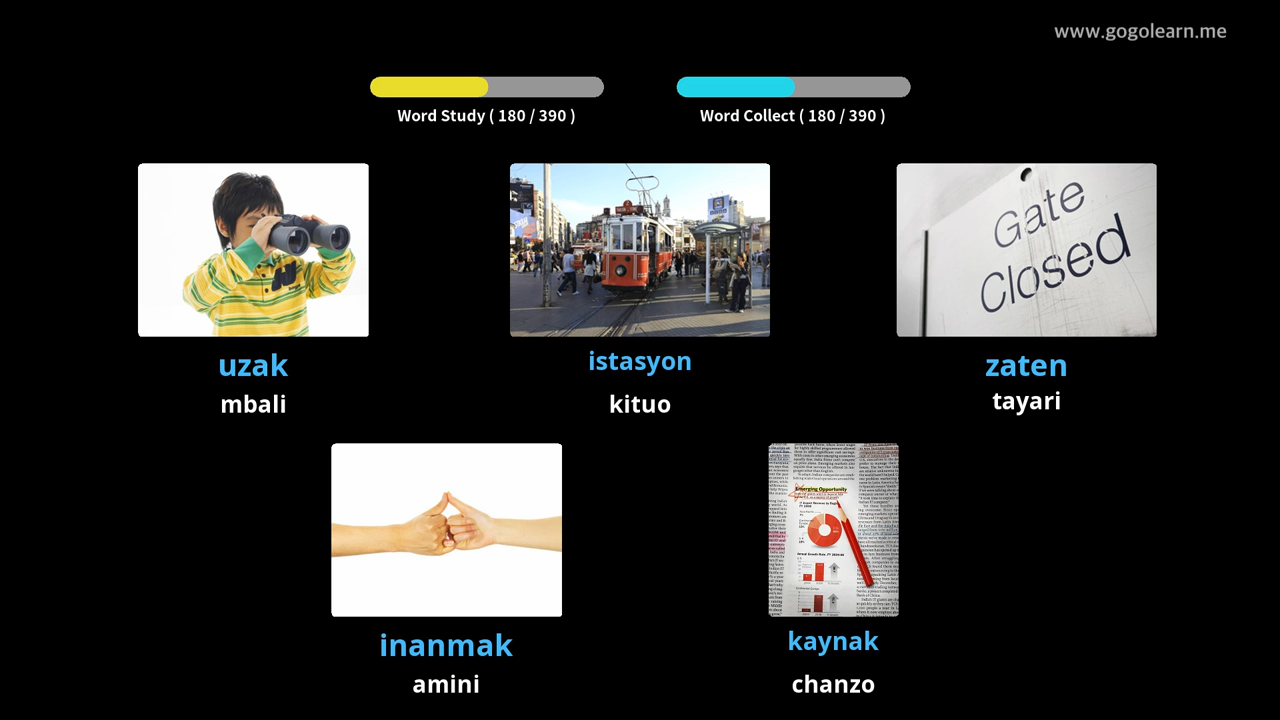 www.gogolearn.me
Word Study ( 180 / 390 )
Word Collect ( 180 / 390 )
Gate
Closed
uzak
istasyon
zaten
mbali
kituo
tayari
Emerging Opportunity
inanmak
kaynak
amini
chanzo